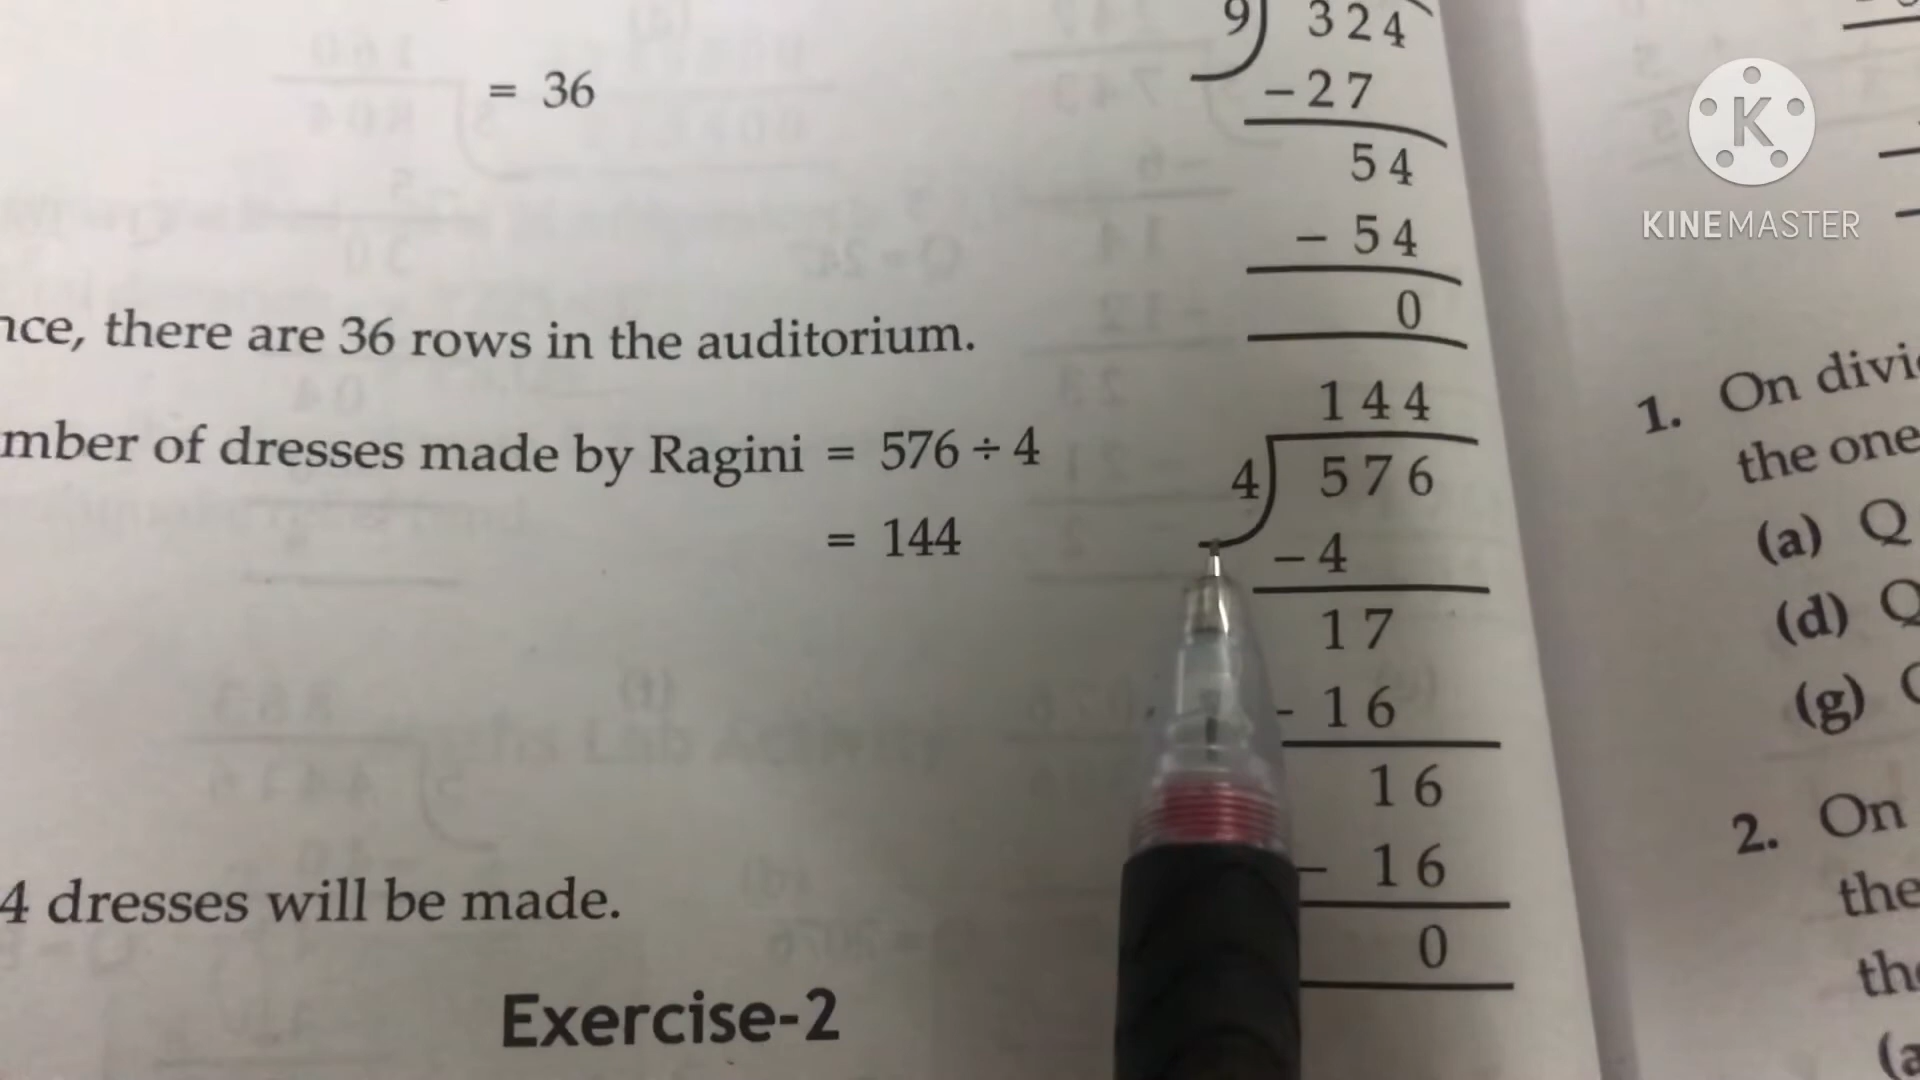 = 36
nce, there are 36 rows in the auditorium.
mber of dresses made by Ragini = 576 ÷ 4
= 144
4 dresses will be made.
Exercise-2
9 324
- 27
54
- 54
0
144
4 576
- 4
17
- 16
16
- 16
0
KINEMASTER
1. On divi
the one
(a) Q
(d) Q
(g)
2. On
the
the
(a